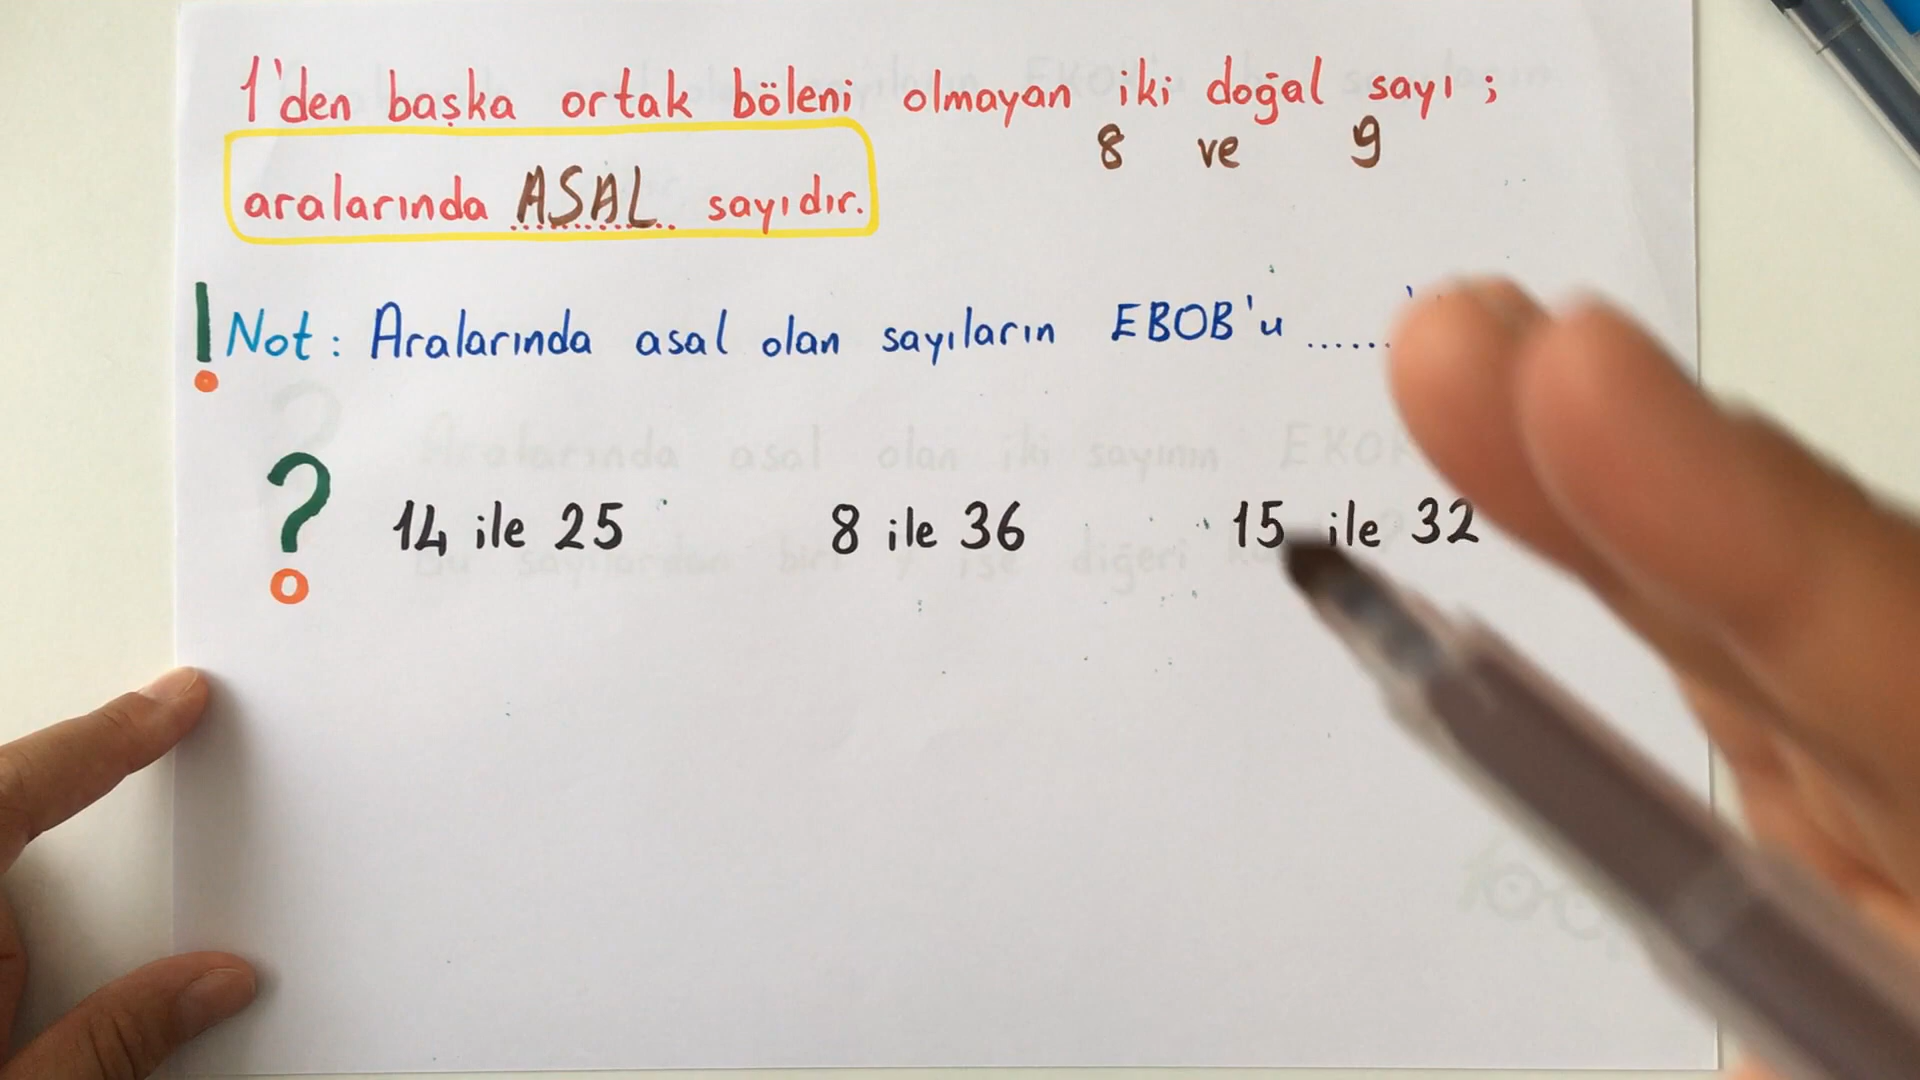 1'den başka ortak böleni olmayan iki doğal sayı;
8 ve 9
aralarında ASAL sayıdır.
! Not: Aralarında asal olan sayıların EBOB'u ......'
? 14 ile 25 8 ile 36 15 ile 32